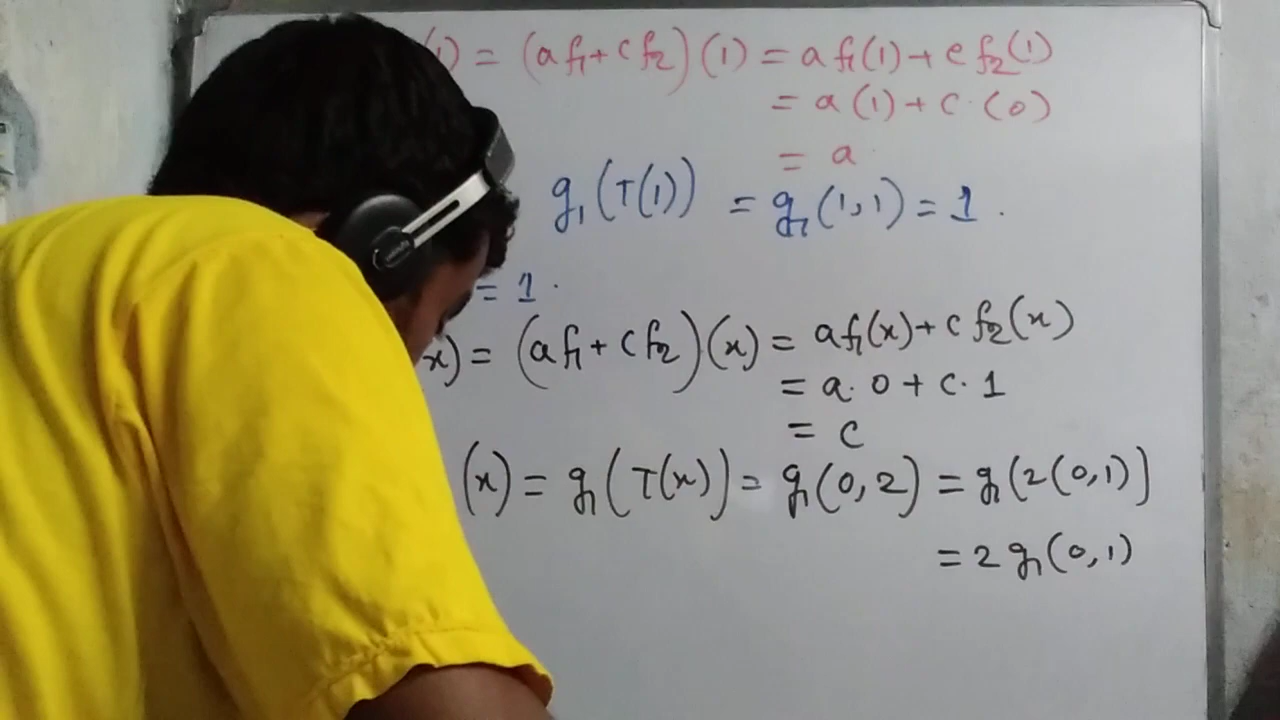 (1) = (af₁+cf₂)(1) = af₁(1)+cf₂(1)
= a(1)+c·(0)
= a
g₁(T(1)) = g₁(1,1) = 1.
= 1.
x) = (af₁+cf₂)(x) = af₁(x)+cf₂(x)
= a·0+c·1
= c
(x) = g₁(T(x)) = g₁(0,2) = g₁(2(0,1))
= 2g₁(0,1)